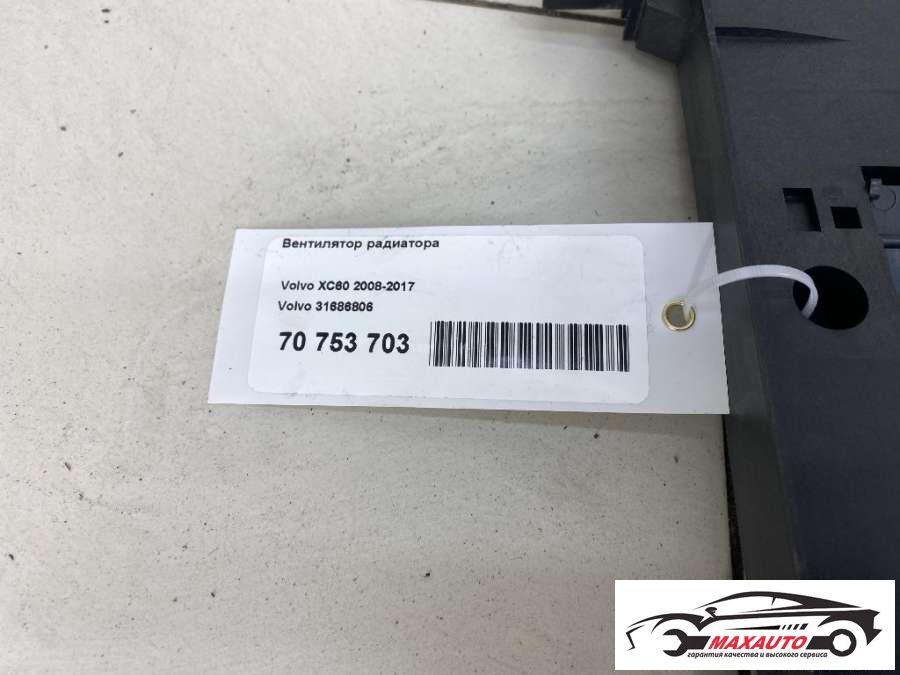 Вентилятор радиатора
Volvo XC60 2008-2017
Volvo 31686806
70 753 703
MAXAUTO
гарантия качества и высокого сервиса